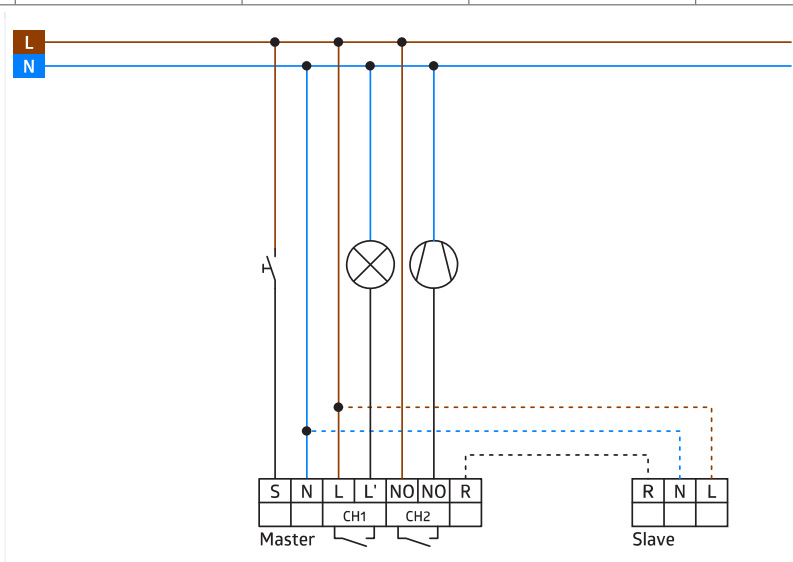 L
N
S N L L' NO NO R
CH1 CH2
Master
R N L
Slave